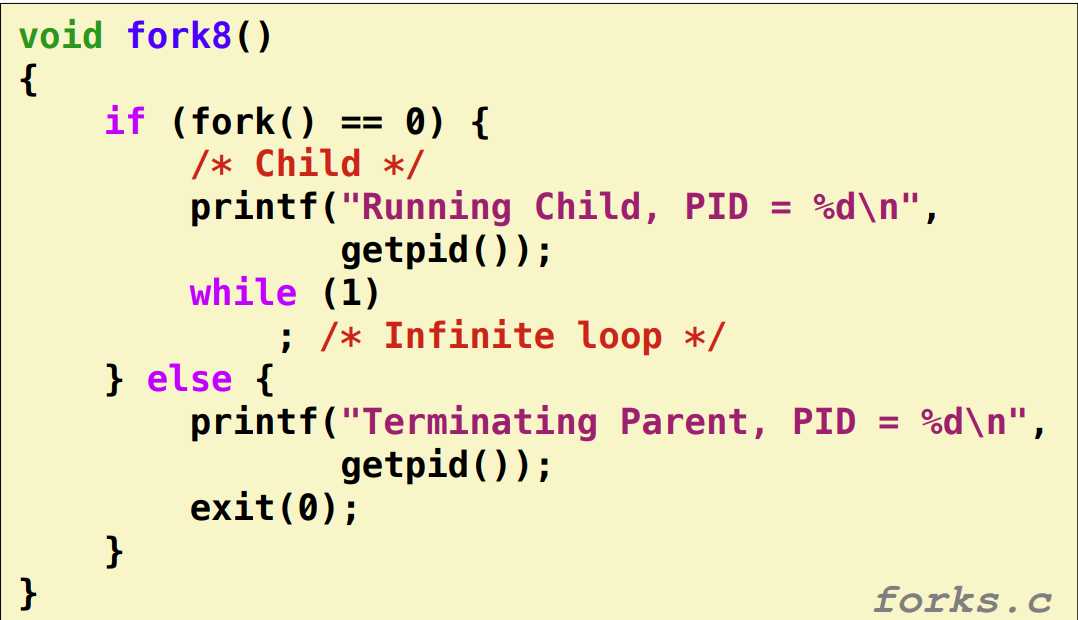 void fork8()
{
    if (fork() == 0) {
        /* Child */
        printf("Running Child, PID = %d\n",
               getpid());
        while (1)
            ; /* Infinite loop */
    } else {
        printf("Terminating Parent, PID = %d\n",
               getpid());
        exit(0);
    }
}
forks.c